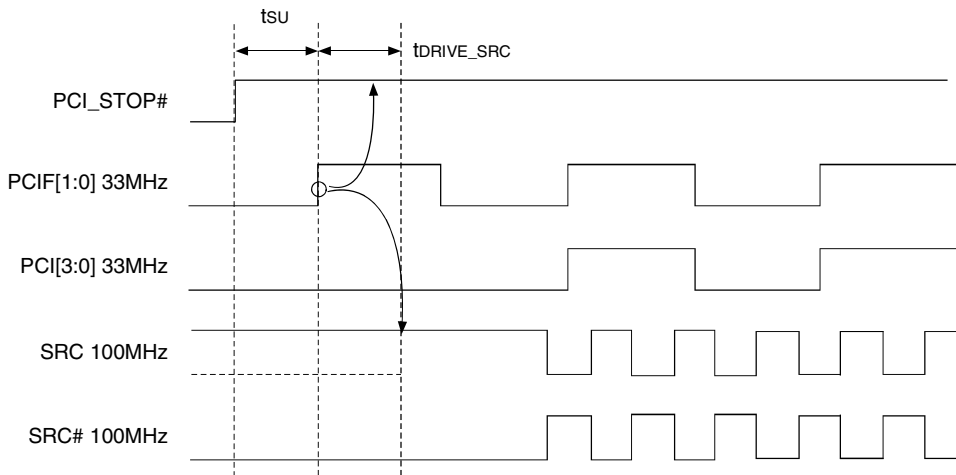 tSU
tDRIVE_SRC
PCI_STOP#
PCIF[1:0] 33MHz
PCI[3:0] 33MHz
SRC 100MHz
SRC# 100MHz